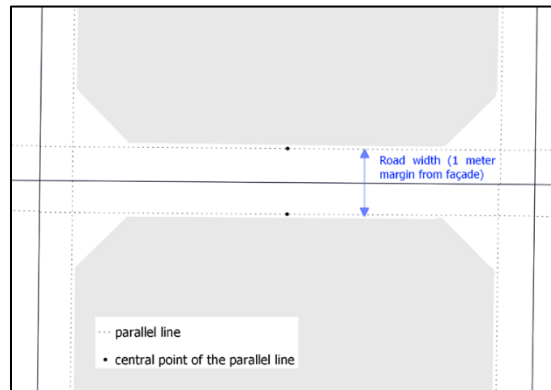 Road width (1 meter
margin from façade)
parallel line
central point of the parallel line